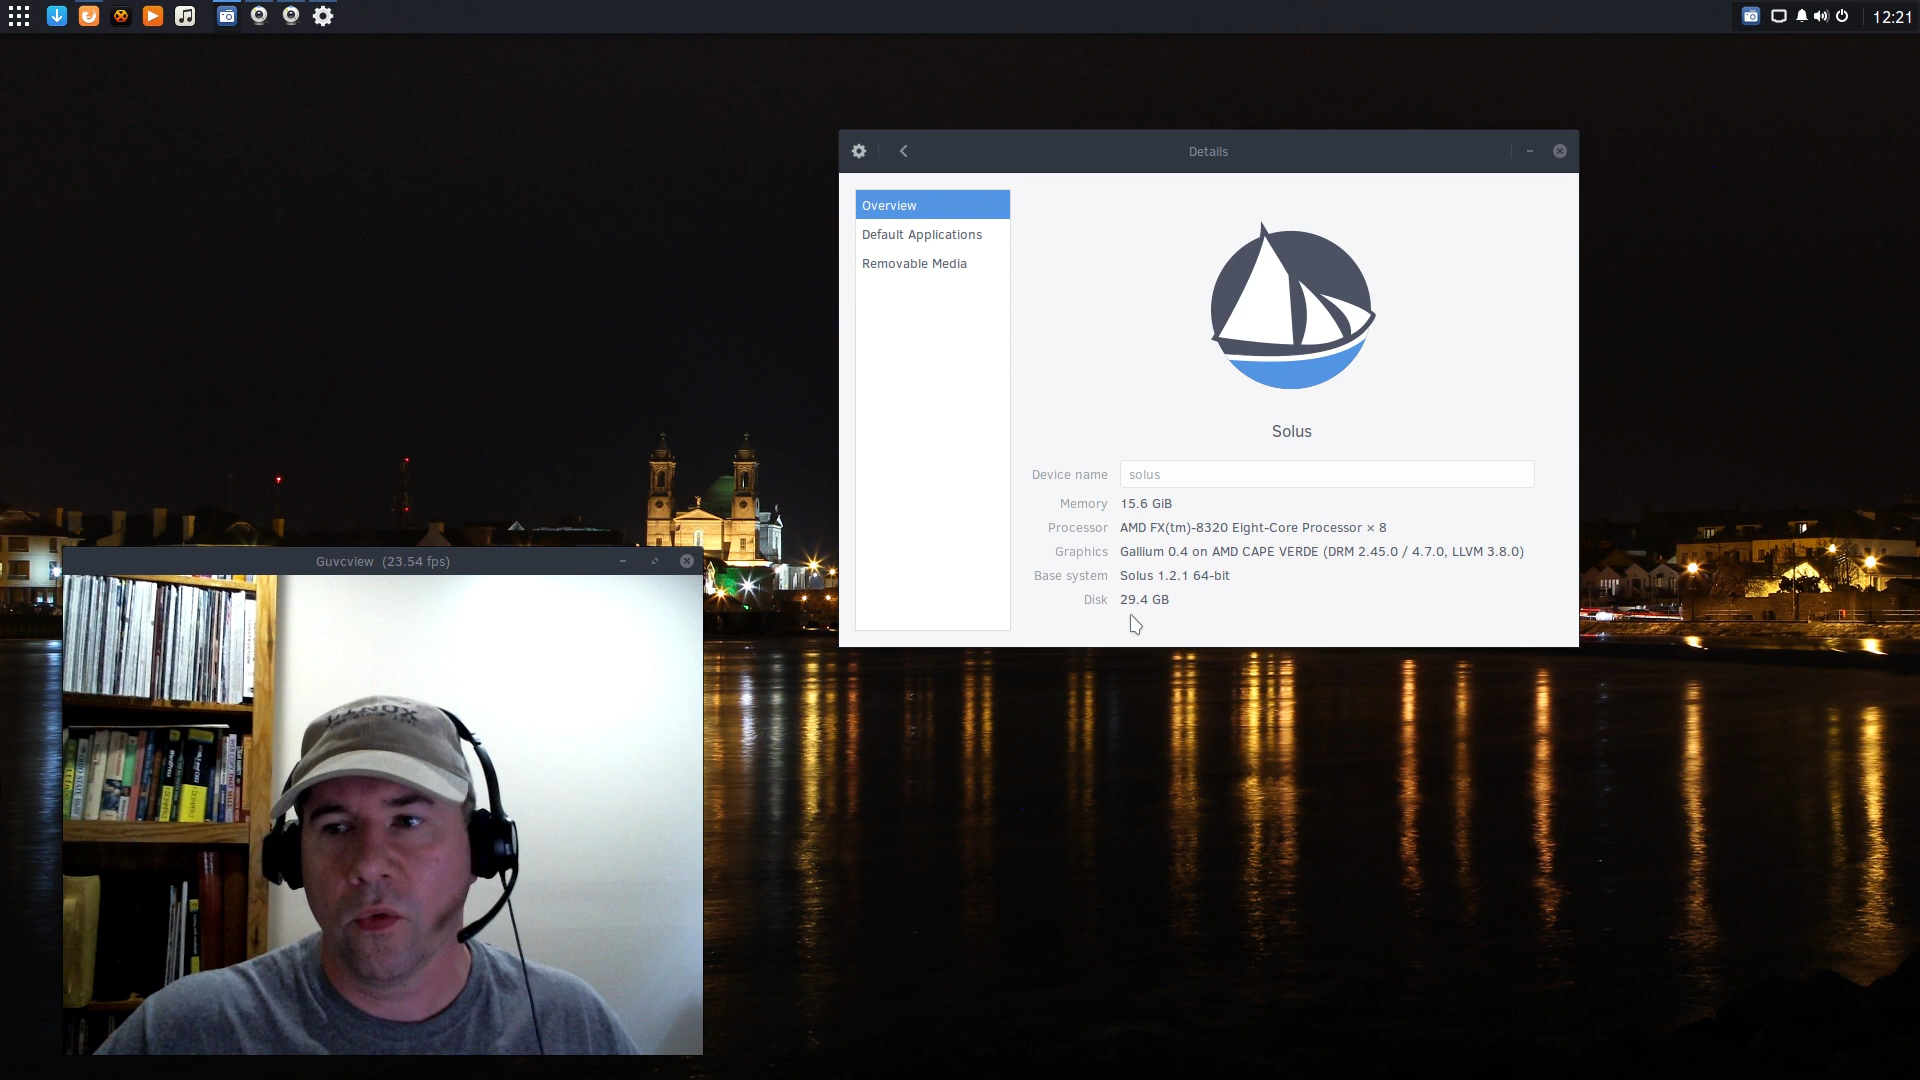 12:21
Details
Overview
Default Applications
Removable Media
Solus
Device name solus
Memory 15.6 GiB
Processor AMD FX(tm)-8320 Eight-Core Processor × 8
Graphics Gallium 0.4 on AMD CAPE VERDE (DRM 2.45.0 / 4.7.0, LLVM 3.8.0)
Base system Solus 1.2.1 64-bit
Disk 29.4 GB
Guvcview (23.54 fps)
LINUX